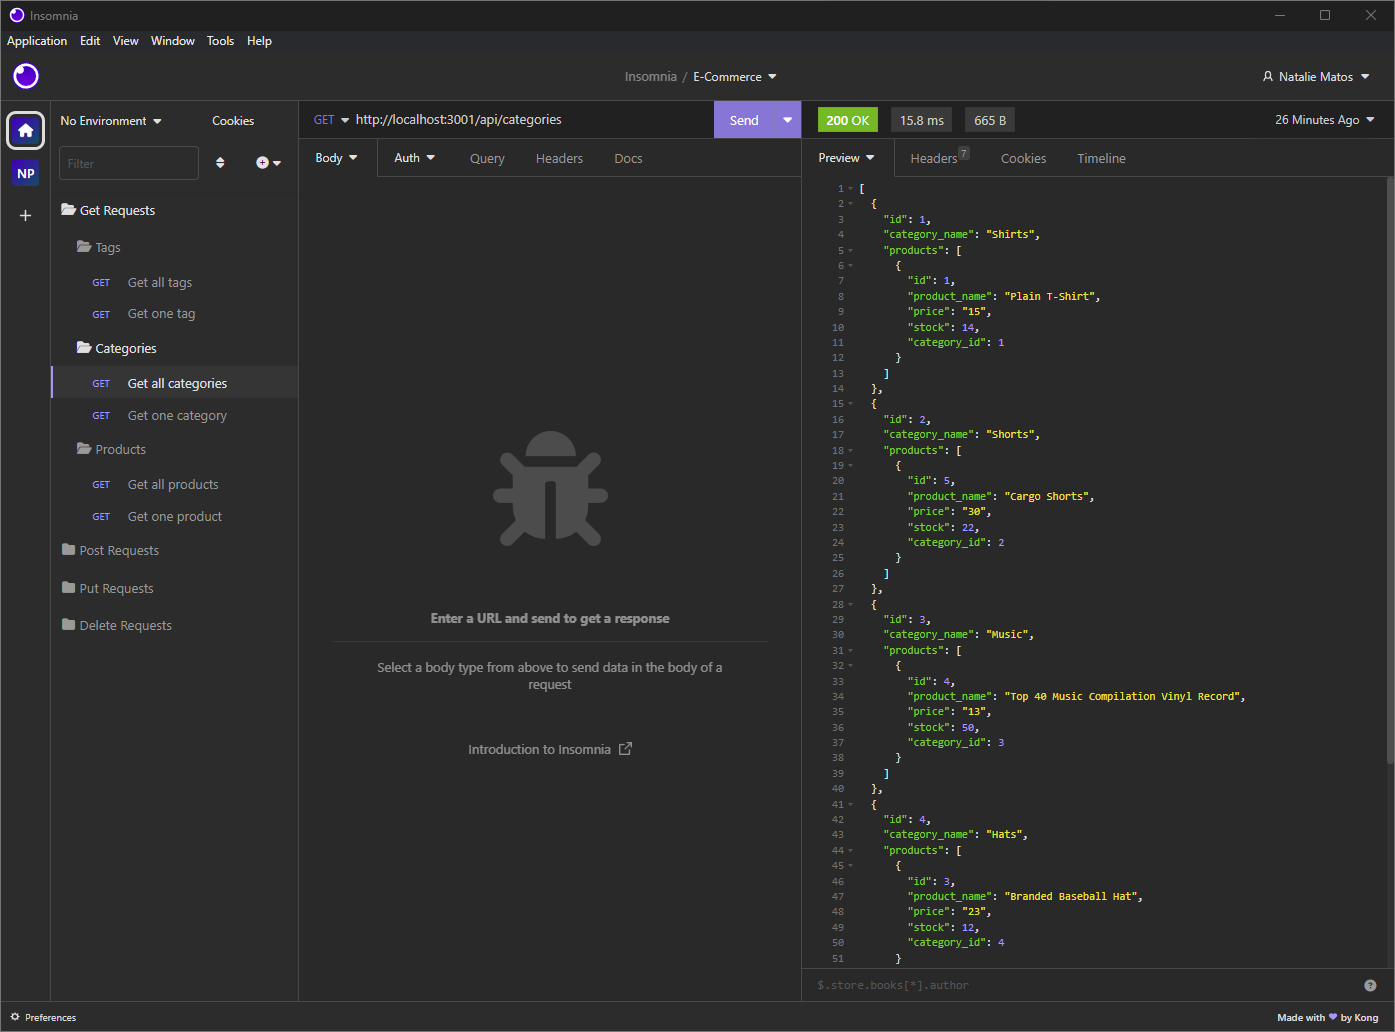 Insomnia
Application Edit View Window Tools Help
Insomnia / E-Commerce
Natalie Matos
No Environment Cookies
Filter
NP
Get Requests
Tags
GET Get all tags
GET Get one tag
Categories
GET Get all categories
GET Get one category
Products
GET Get all products
GET Get one product
Post Requests
Put Requests
Delete Requests
GET http://localhost:3001/api/categories Send
Body Auth Query Headers Docs
Enter a URL and send to get a response
Select a body type from above to send data in the body of a
request
Introduction to Insomnia
200 OK 15.8 ms 665 B 26 Minutes Ago
Preview Headers 7 Cookies Timeline
1 [
2 {
3 "id": 1,
4 "category_name": "Shirts",
5 "products": [
6 {
7 "id": 1,
8 "product_name": "Plain T-Shirt",
9 "price": "15",
10 "stock": 14,
11 "category_id": 1
12 }
13 ]
14 },
15 {
16 "id": 2,
17 "category_name": "Shorts",
18 "products": [
19 {
20 "id": 5,
21 "product_name": "Cargo Shorts",
22 "price": "30",
23 "stock": 22,
24 "category_id": 2
25 }
26 ]
27 },
28 {
29 "id": 3,
30 "category_name": "Music",
31 "products": [
32 {
33 "id": 4,
34 "product_name": "Top 40 Music Compilation Vinyl Record",
35 "price": "13",
36 "stock": 50,
37 "category_id": 3
38 }
39 ]
40 },
41 {
42 "id": 4,
43 "category_name": "Hats",
44 "products": [
45 {
46 "id": 3,
47 "product_name": "Branded Baseball Hat",
48 "price": "23",
49 "stock": 12,
50 "category_id": 4
51 }
$.store.books[*].author
Preferences
Made with ♥ by Kong